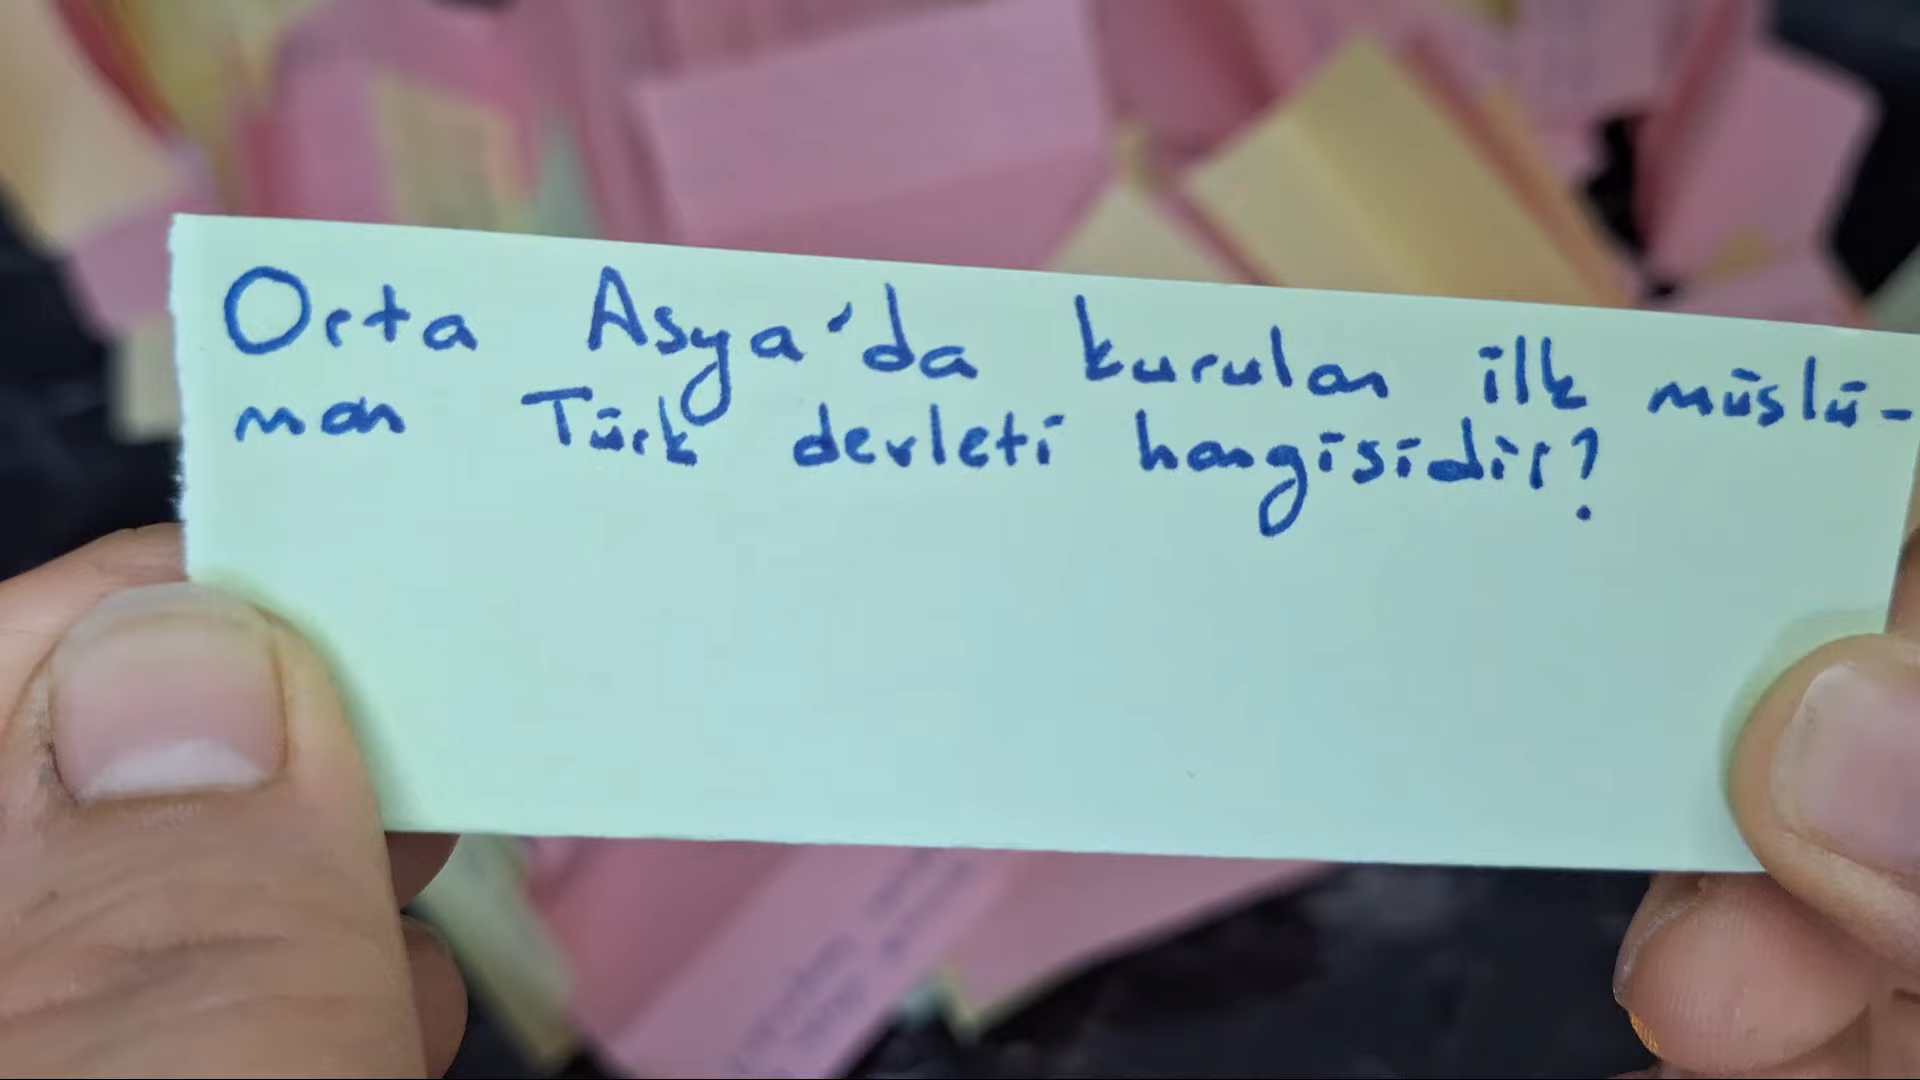 Orta Asya'da kurulan ilk müslü-
man Türk devleti hangisidir?